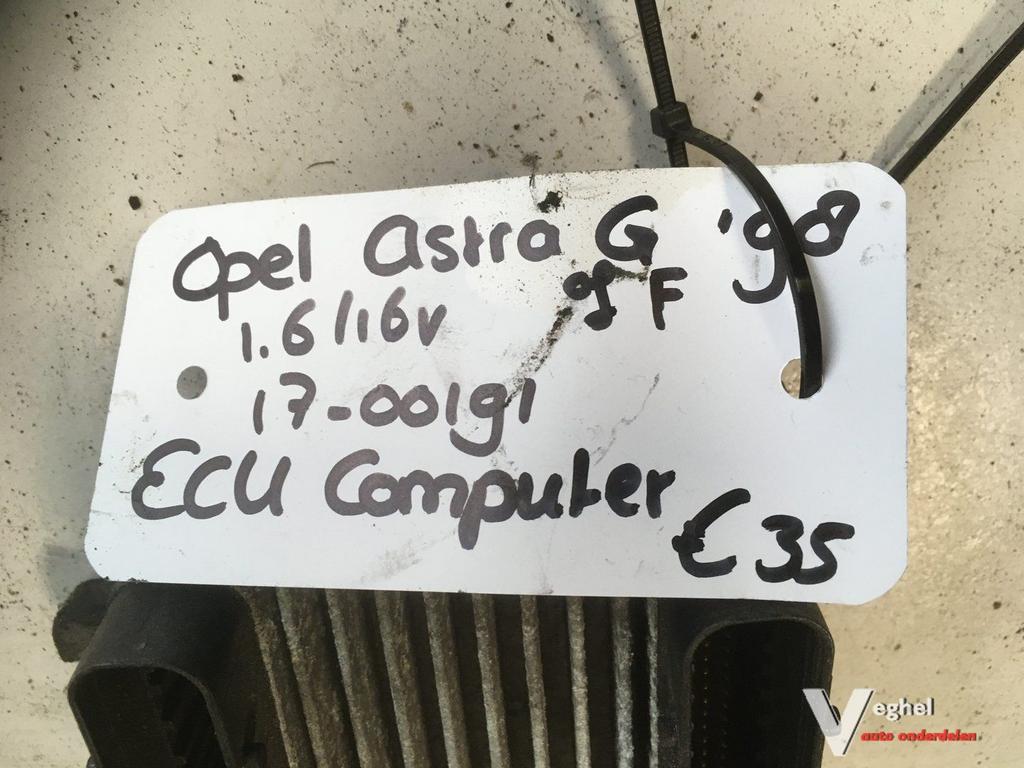 Opel Astra G '98
of F
1.6/16v
17-00191
ECU Computer
€35
Veghel
auto onderdelen